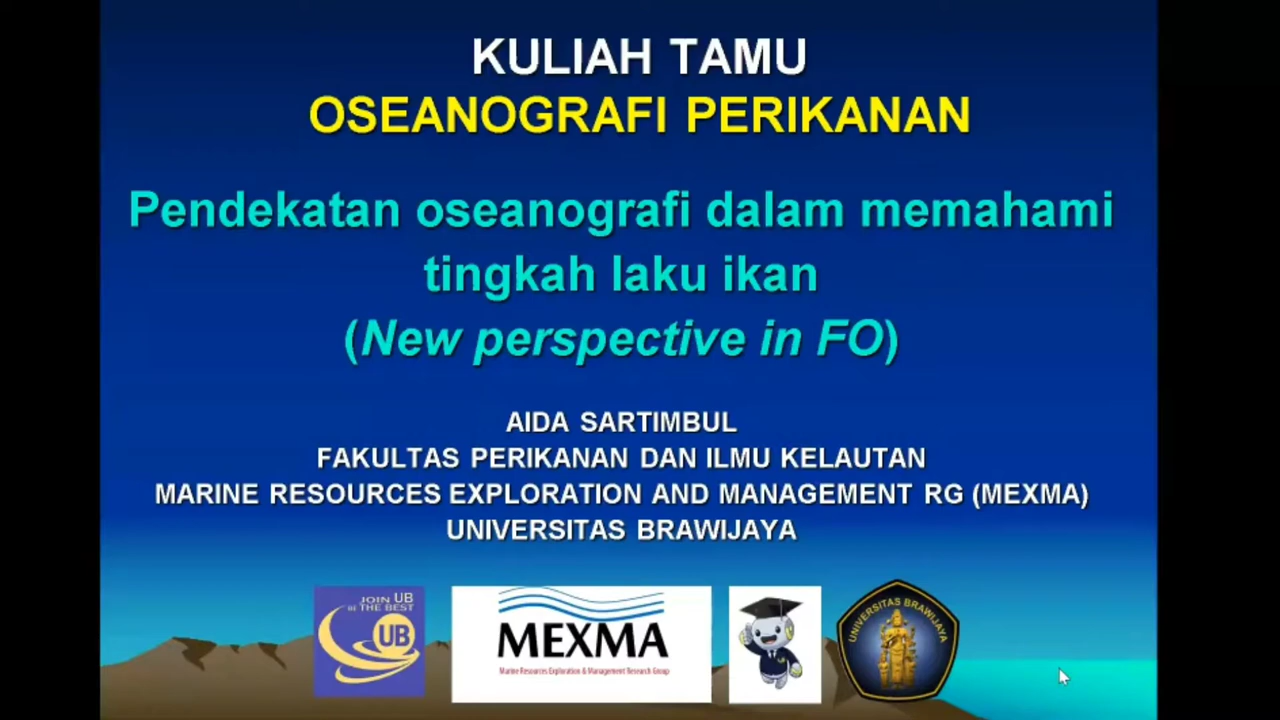 KULIAH TAMU
OSEANOGRAFI PERIKANAN
Pendekatan oseanografi dalam memahami
tingkah laku ikan
(New perspective in FO)
AIDA SARTIMBUL
FAKULTAS PERIKANAN DAN ILMU KELAUTAN
MARINE RESOURCES EXPLORATION AND MANAGEMENT RG (MEXMA)
UNIVERSITAS BRAWIJAYA
JOIN UB
BE THE BEST
UB
MEXMA
Marine Resources Exploration & Management Research Group
UNIVERSITAS BRAWIJAYA